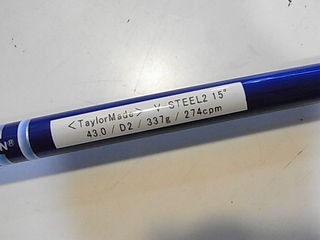 <TaylorMade> V STEEL2 15°
43.0 / D2 / 337g / 274cpm
N®